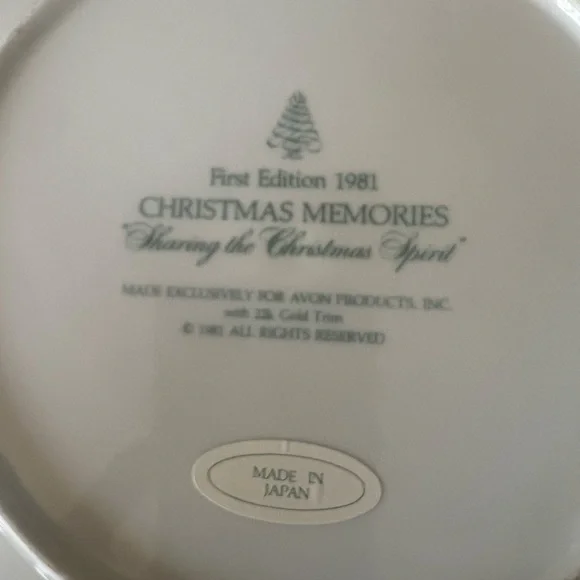 First Edition 1981
CHRISTMAS MEMORIES
"Sharing the Christmas Spirit"
MADE EXCLUSIVELY FOR AVON PRODUCTS, INC.
with 22k Gold Trim
© 1981 ALL RIGHTS RESERVED
MADE IN
JAPAN